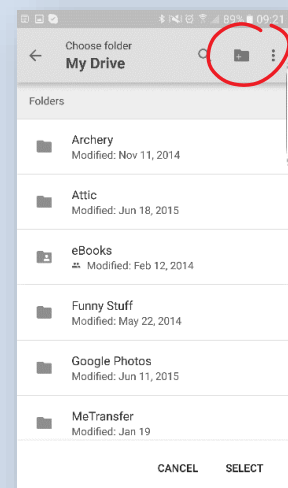 89% 09:21
Choose folder
My Drive
Folders
Archery
Modified: Nov 11, 2014
Attic
Modified: Jun 18, 2015
eBooks
Modified: Feb 12, 2014
Funny Stuff
Modified: May 22, 2014
Google Photos
Modified: Jun 11, 2015
MeTransfer
Modified: Jan 19
CANCEL SELECT